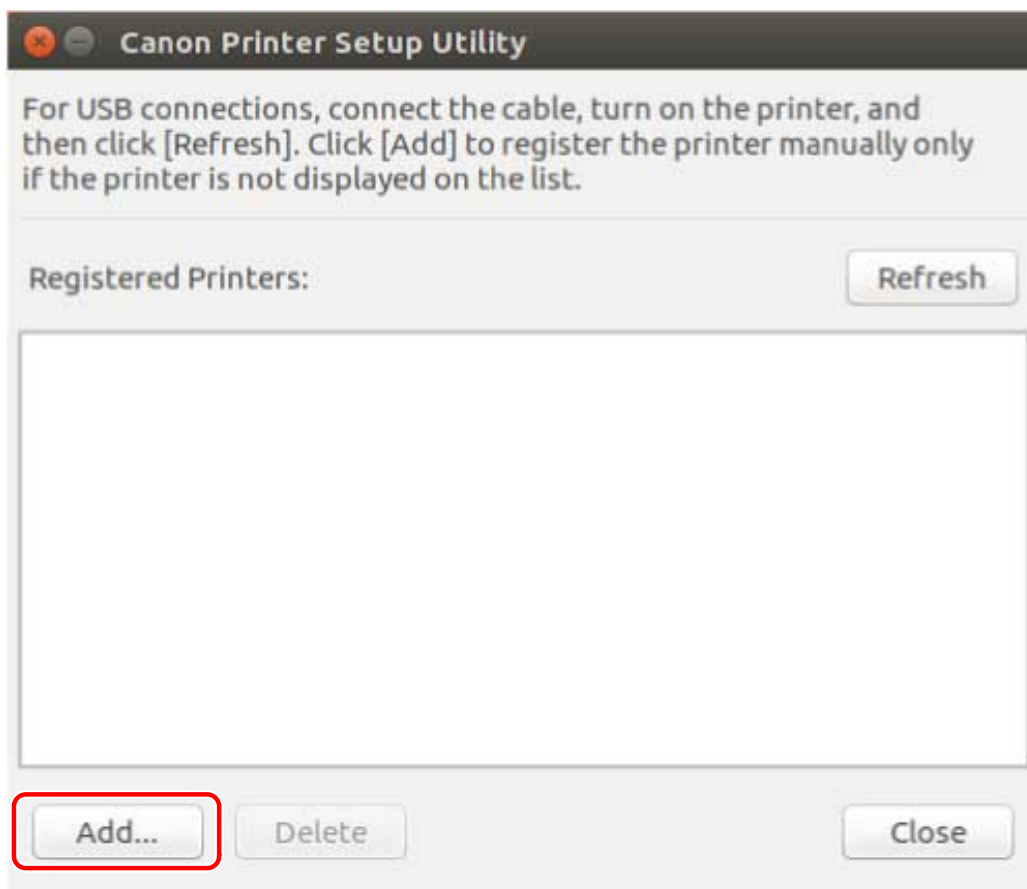 Canon Printer Setup Utility
For USB connections, connect the cable, turn on the printer, and
then click [Refresh]. Click [Add] to register the printer manually only
if the printer is not displayed on the list.
Registered Printers:
Refresh
Add...
Delete
Close